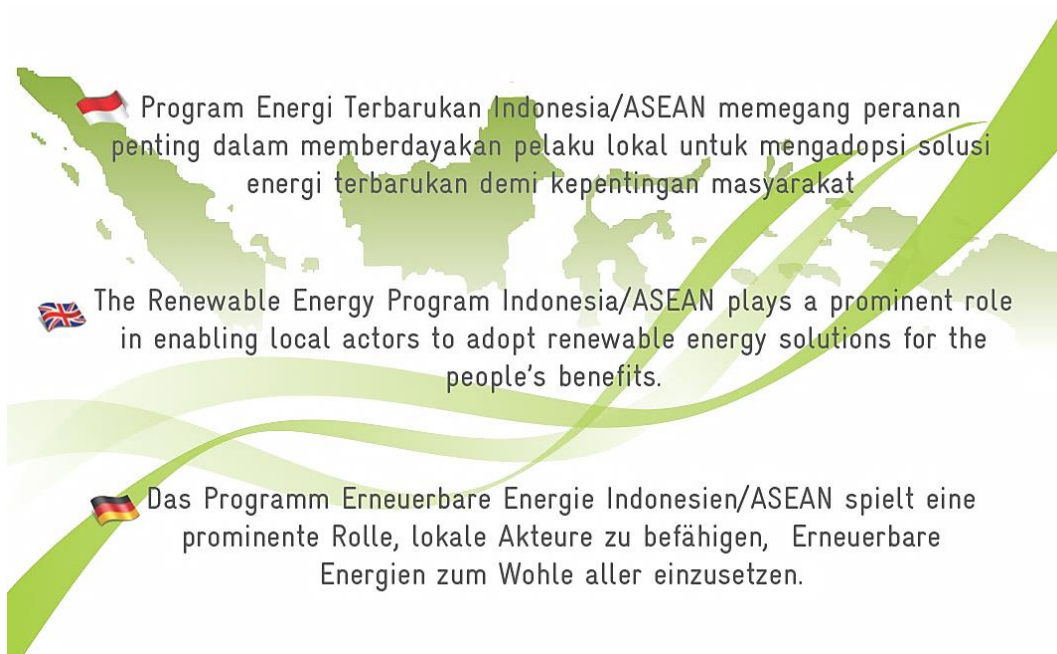 Program Energi Terbarukan Indonesia/ASEAN memegang peranan
penting dalam memberdayakan pelaku lokal untuk mengadopsi solusi
energi terbarukan demi kepentingan masyarakat
The Renewable Energy Program Indonesia/ASEAN plays a prominent role
in enabling local actors to adopt renewable energy solutions for the
people's benefits.
Das Programm Erneuerbare Energie Indonesien/ASEAN spielt eine
prominente Rolle, lokale Akteure zu befähigen, Erneuerbare
Energien zum Wohle aller einzusetzen.